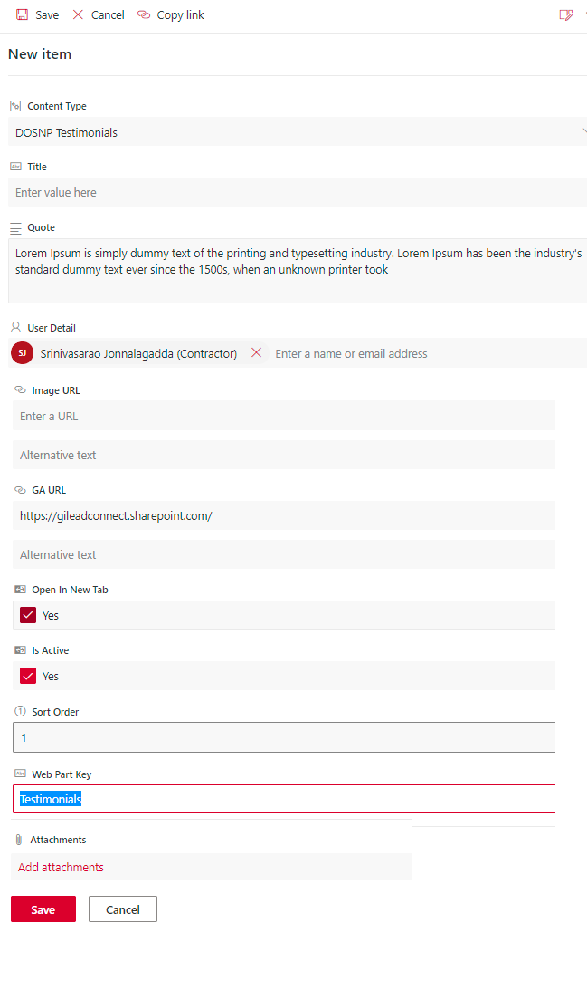 Save Cancel Copy link
New item
Content Type
DOSNP Testimonials
Abc Title
Enter value here
Quote
Lorem Ipsum is simply dummy text of the printing and typesetting industry. Lorem Ipsum has been the industry's
standard dummy text ever since the 1500s, when an unknown printer took
User Detail
SJ Srinivasarao Jonnalagadda (Contractor) Enter a name or email address
Image URL
Enter a URL
Alternative text
GA URL
https://gileadconnect.sharepoint.com/
Alternative text
Open In New Tab
Yes
Is Active
Yes
1 Sort Order
1
Abc Web Part Key
Testimonials
Attachments
Add attachments
Save Cancel